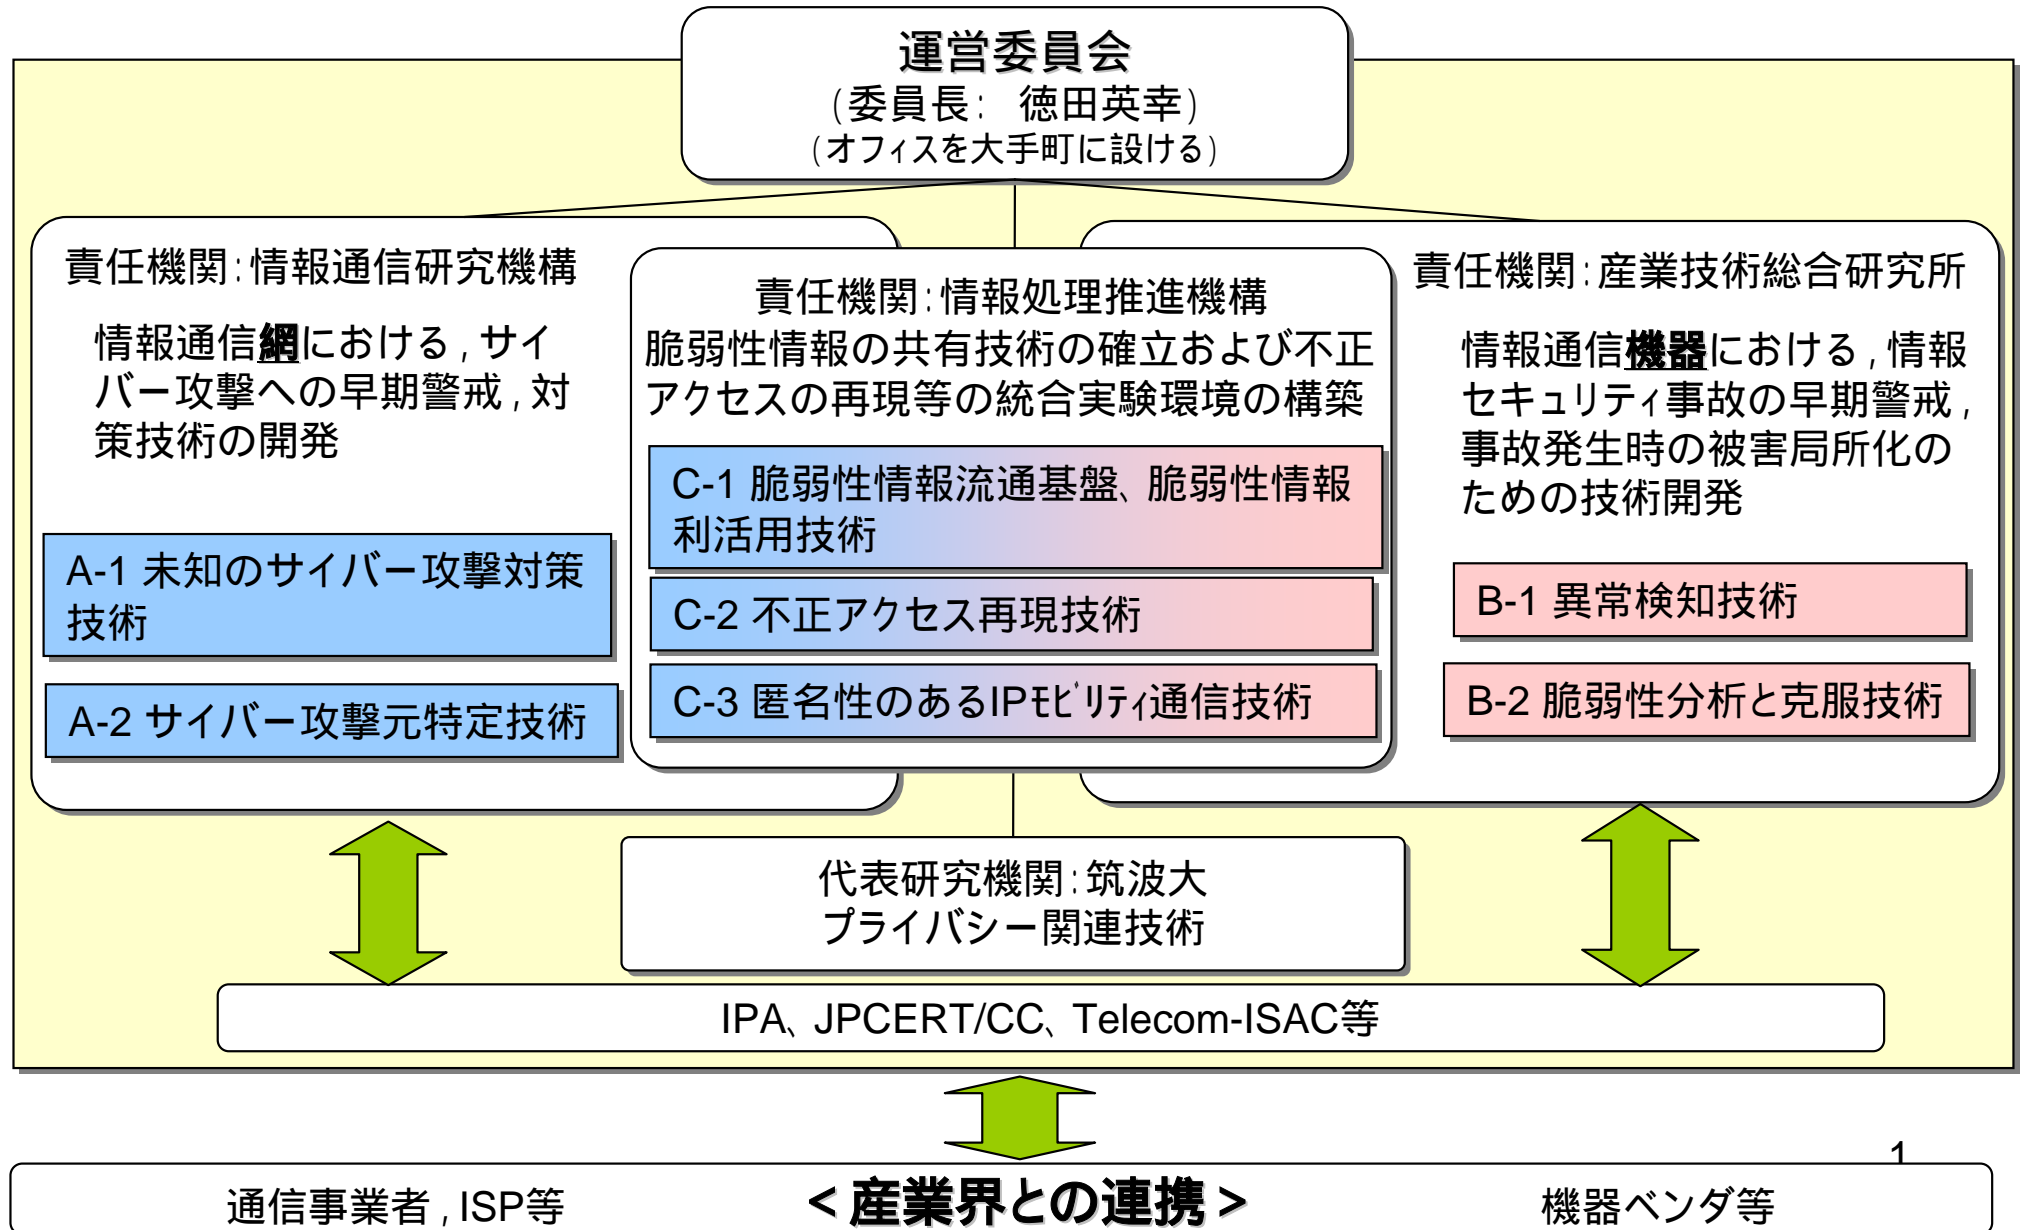 運営委員会
(委員長： 徳田英幸)
(オフィスを大手町に設ける)
責任機関：情報通信研究機構
情報通信網における，サイ
バー攻撃への早期警戒，対
策技術の開発
A-1 未知のサイバー攻撃対策
技術
A-2 サイバー攻撃元特定技術
責任機関：情報処理推進機構
脆弱性情報の共有技術の確立および不正
アクセスの再現等の統合実験環境の構築
C-1 脆弱性情報流通基盤、脆弱性情報
利活用技術
C-2 不正アクセス再現技術
C-3 匿名性のあるIPﾓﾋﾞﾘﾃｨ通信技術
責任機関：産業技術総合研究所
情報通信機器における，情報
セキュリティ事故の早期警戒，
事故発生時の被害局所化の
ための技術開発
B-1 異常検知技術
B-2 脆弱性分析と克服技術
代表研究機関：筑波大
プライバシー関連技術
IPA、JPCERT/CC、Telecom-ISAC等
1
通信事業者，ISP等
＜産業界との連携＞
機器ベンダ等